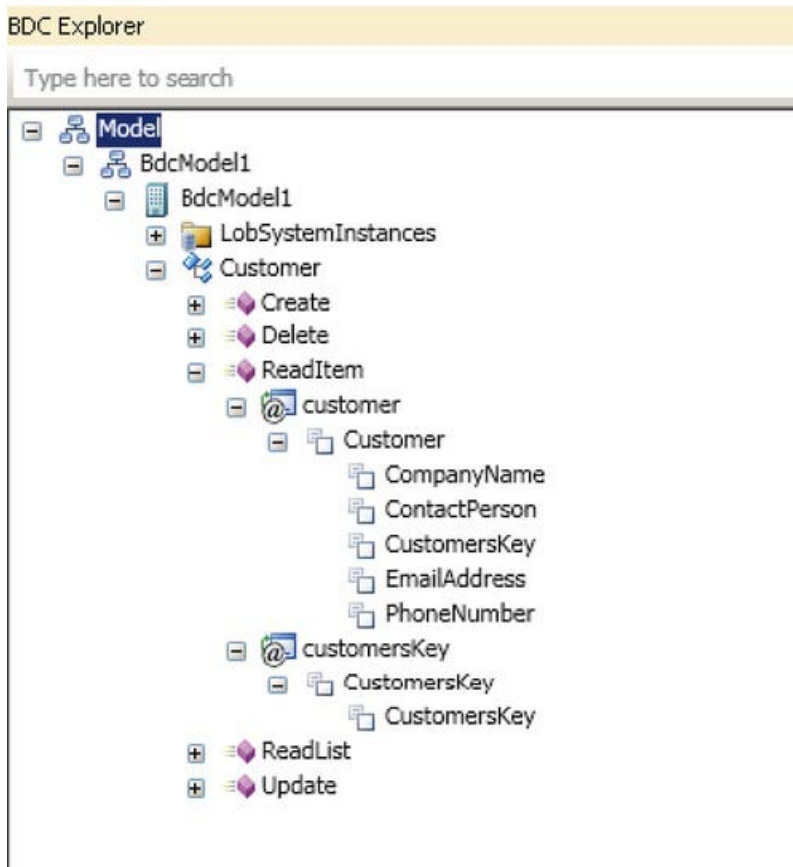 BDC Explorer
Type here to search
Model
BdcModel1
BdcModel1
LobSystemInstances
Customer
Create
Delete
ReadItem
customer
Customer
CompanyName
ContactPerson
CustomersKey
EmailAddress
PhoneNumber
customersKey
CustomersKey
CustomersKey
ReadList
Update